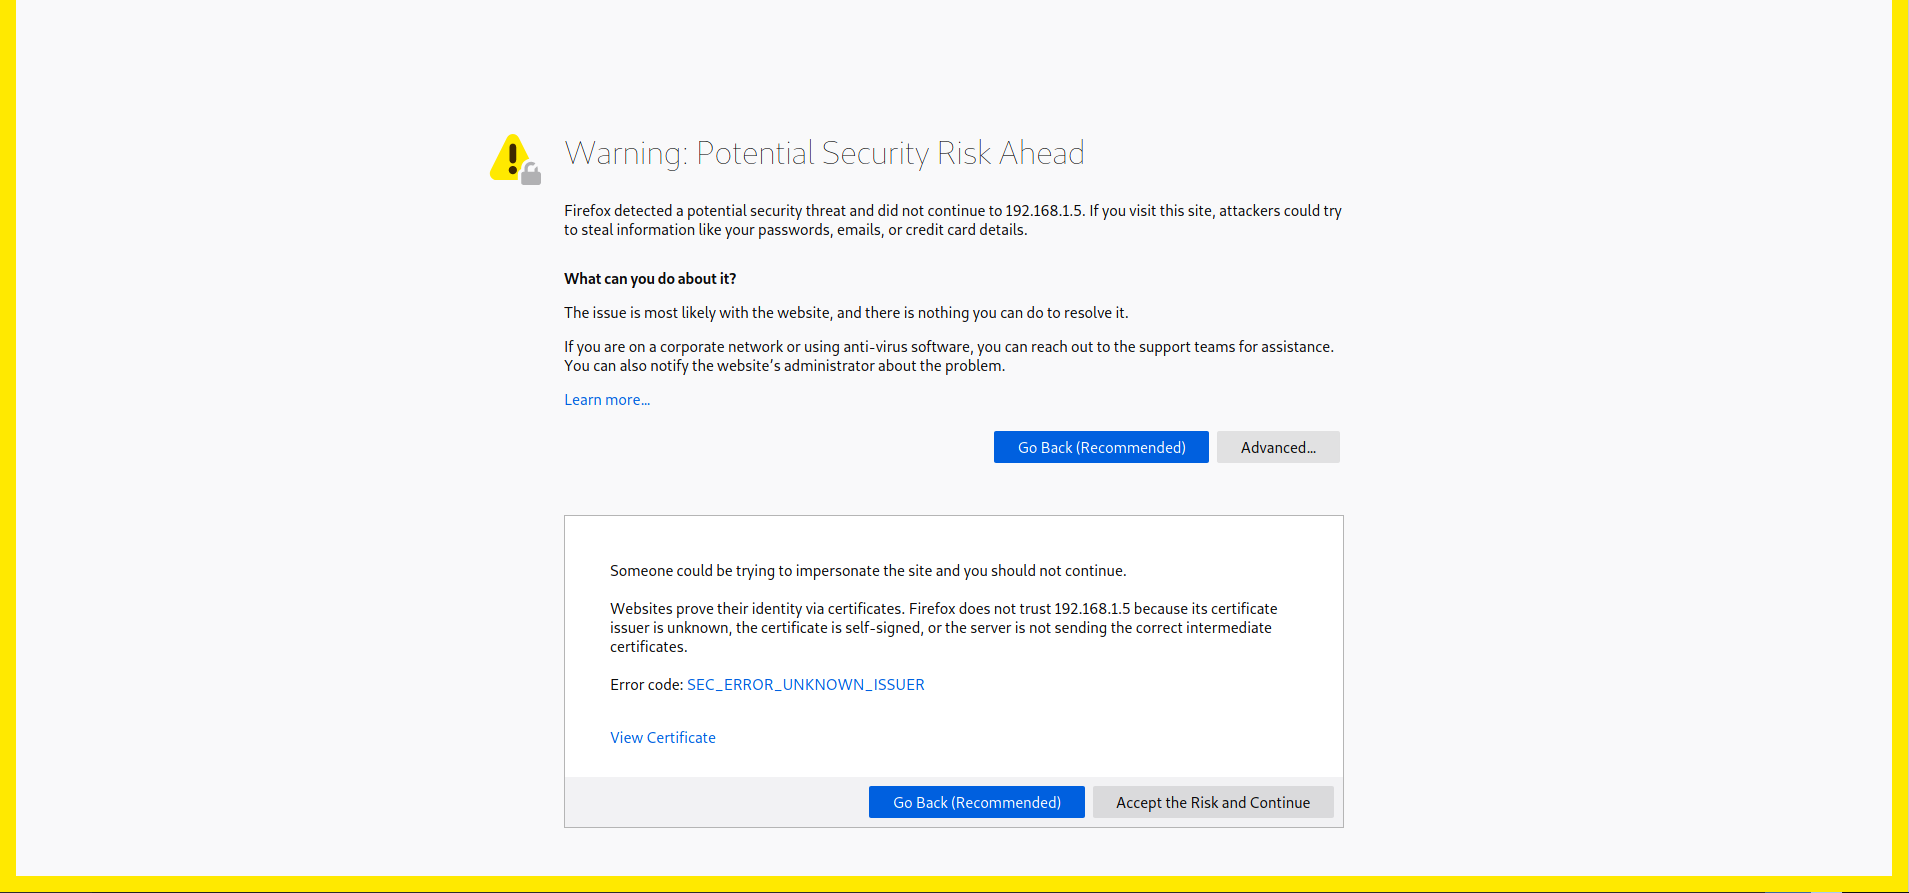 Warning: Potential Security Risk Ahead
Firefox detected a potential security threat and did not continue to 192.168.1.5. If you visit this site, attackers could try
to steal information like your passwords, emails, or credit card details.
What can you do about it?
The issue is most likely with the website, and there is nothing you can do to resolve it.
If you are on a corporate network or using anti-virus software, you can reach out to the support teams for assistance.
You can also notify the website’s administrator about the problem.
Learn more...
Go Back (Recommended) Advanced...
Someone could be trying to impersonate the site and you should not continue.
Websites prove their identity via certificates. Firefox does not trust 192.168.1.5 because its certificate
issuer is unknown, the certificate is self-signed, or the server is not sending the correct intermediate
certificates.
Error code: SEC_ERROR_UNKNOWN_ISSUER
View Certificate
Go Back (Recommended) Accept the Risk and Continue